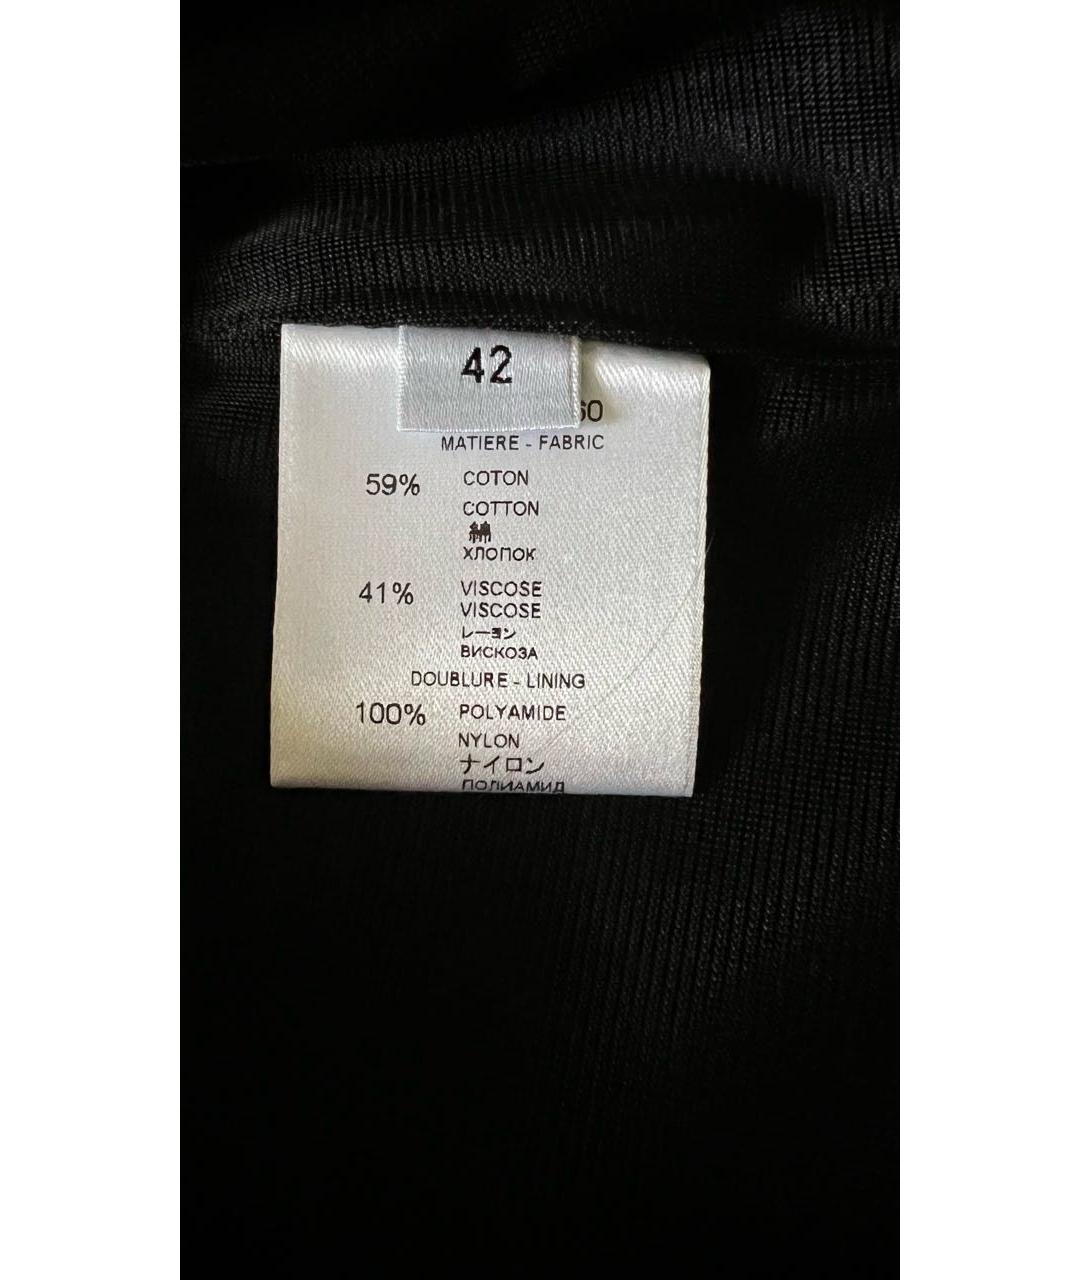 42
60
MATIERE - FABRIC
59% COTON
COTTON
綿
ХЛОПОК
41% VISCOSE
VISCOSE
レーヨン
ВИСКОЗА
DOUBLURE - LINING
100% POLYAMIDE
NYLON
ナイロン
ПОЛИАМИД